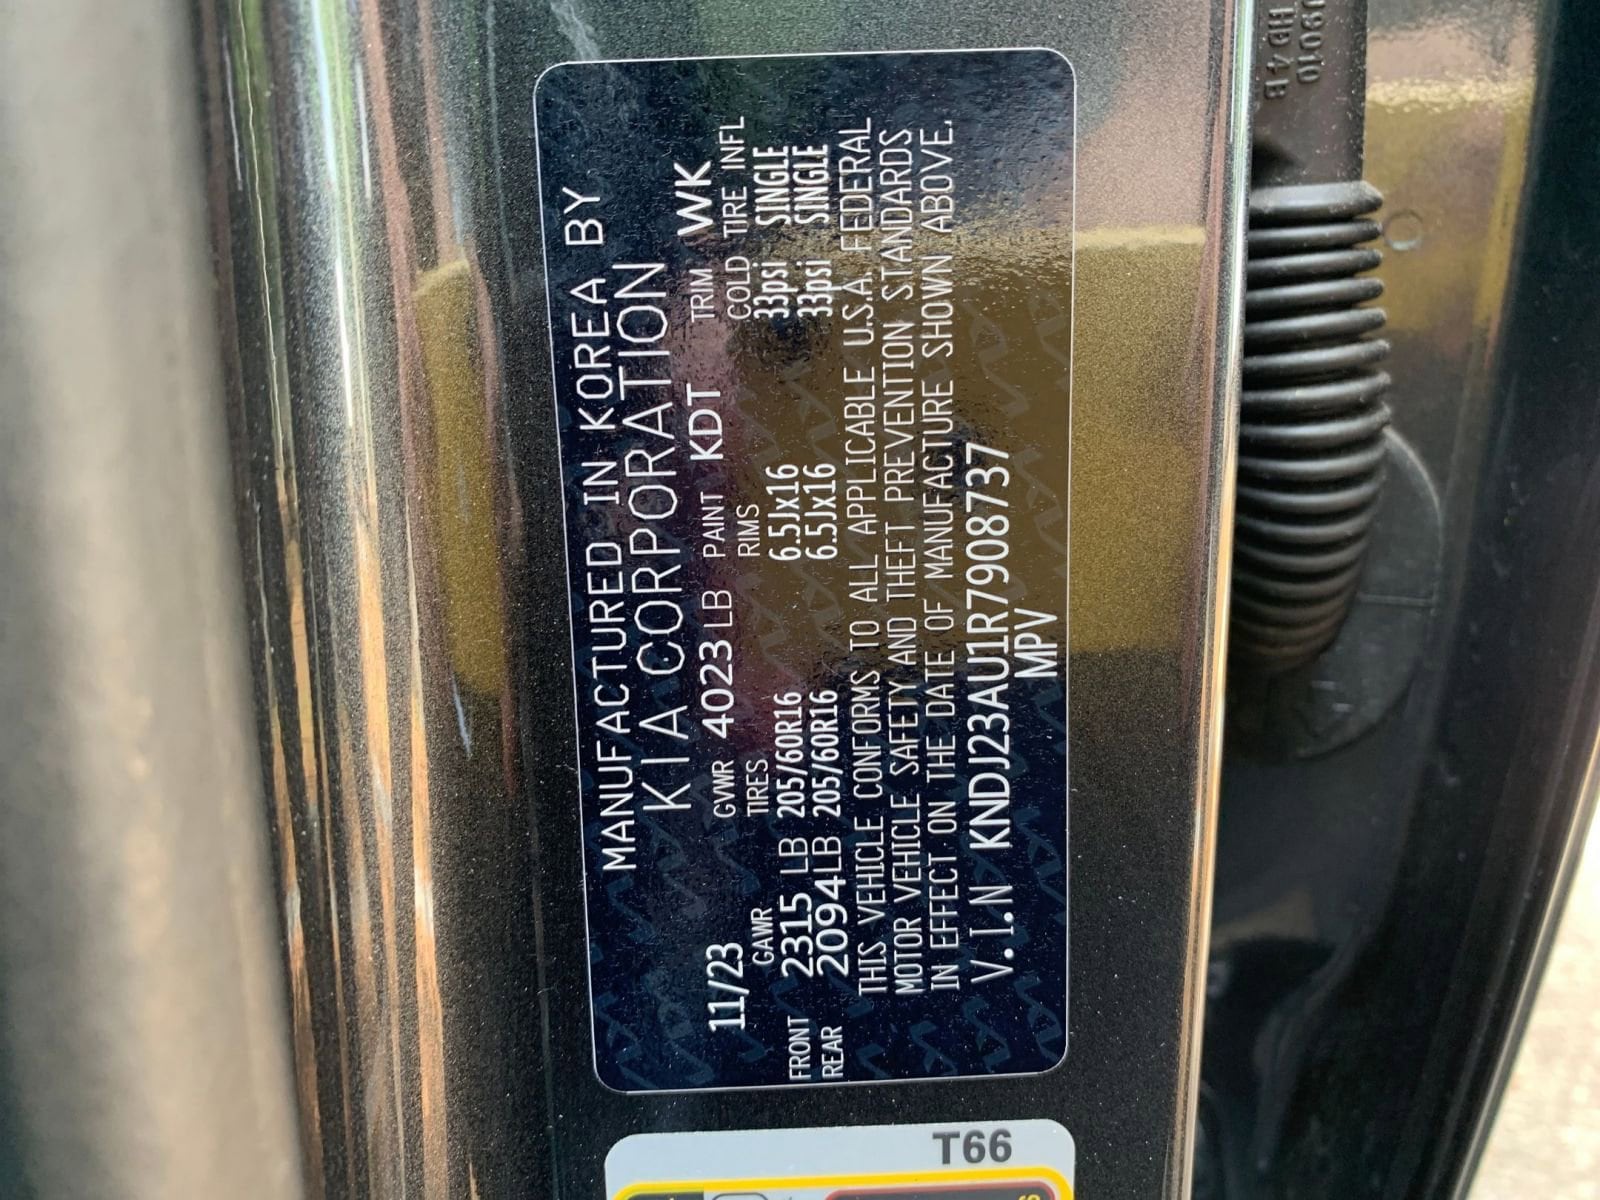 MANUFACTURED IN KOREA BY
KIA CORPORATION
11/23 GVWR 4023 LB PAINT KDT TRIM WK
GAWR TIRES RIMS COLD TIRE INFL
FRONT 2315 LB 205/60R16 6.5Jx16 33psi SINGLE
REAR 2094LB 205/60R16 6.5Jx16 33psi SINGLE
THIS VEHICLE CONFORMS TO ALL APPLICABLE U.S.A. FEDERAL
MOTOR VEHICLE SAFETY AND THEFT PREVENTION STANDARDS
IN EFFECT ON THE DATE OF MANUFACTURE SHOWN ABOVE.
V.I.N KNDJ23AU1R7908737
MPV
T66